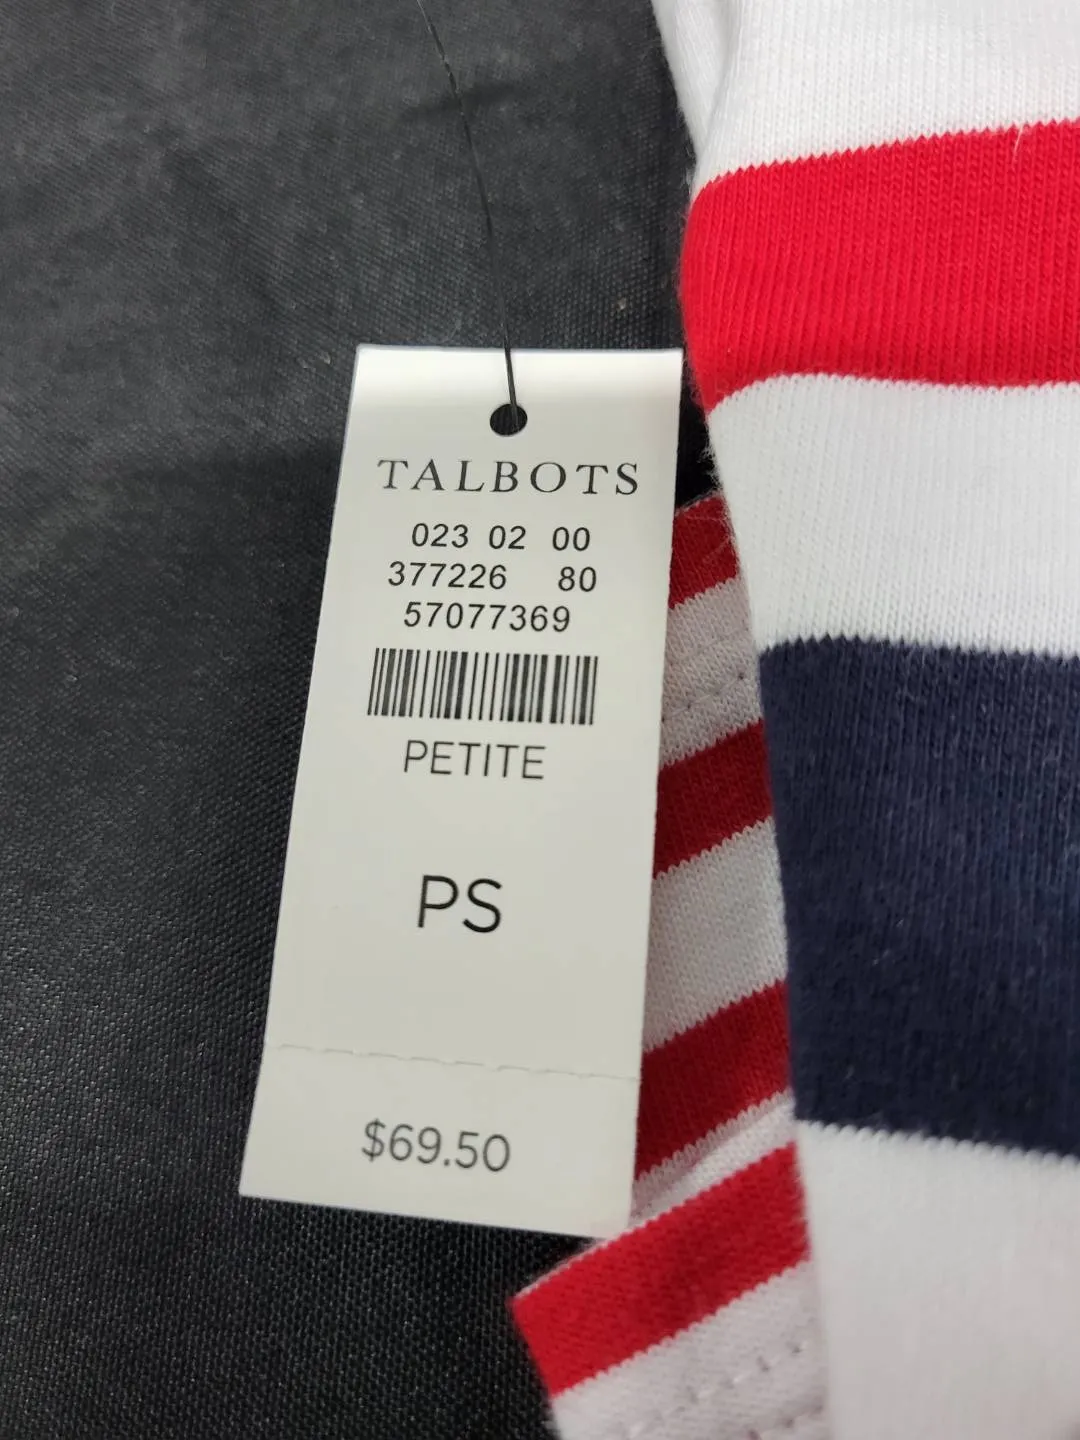 TALBOTS
023 02 00
377226 80
57077369
PETITE
PS
$69.50